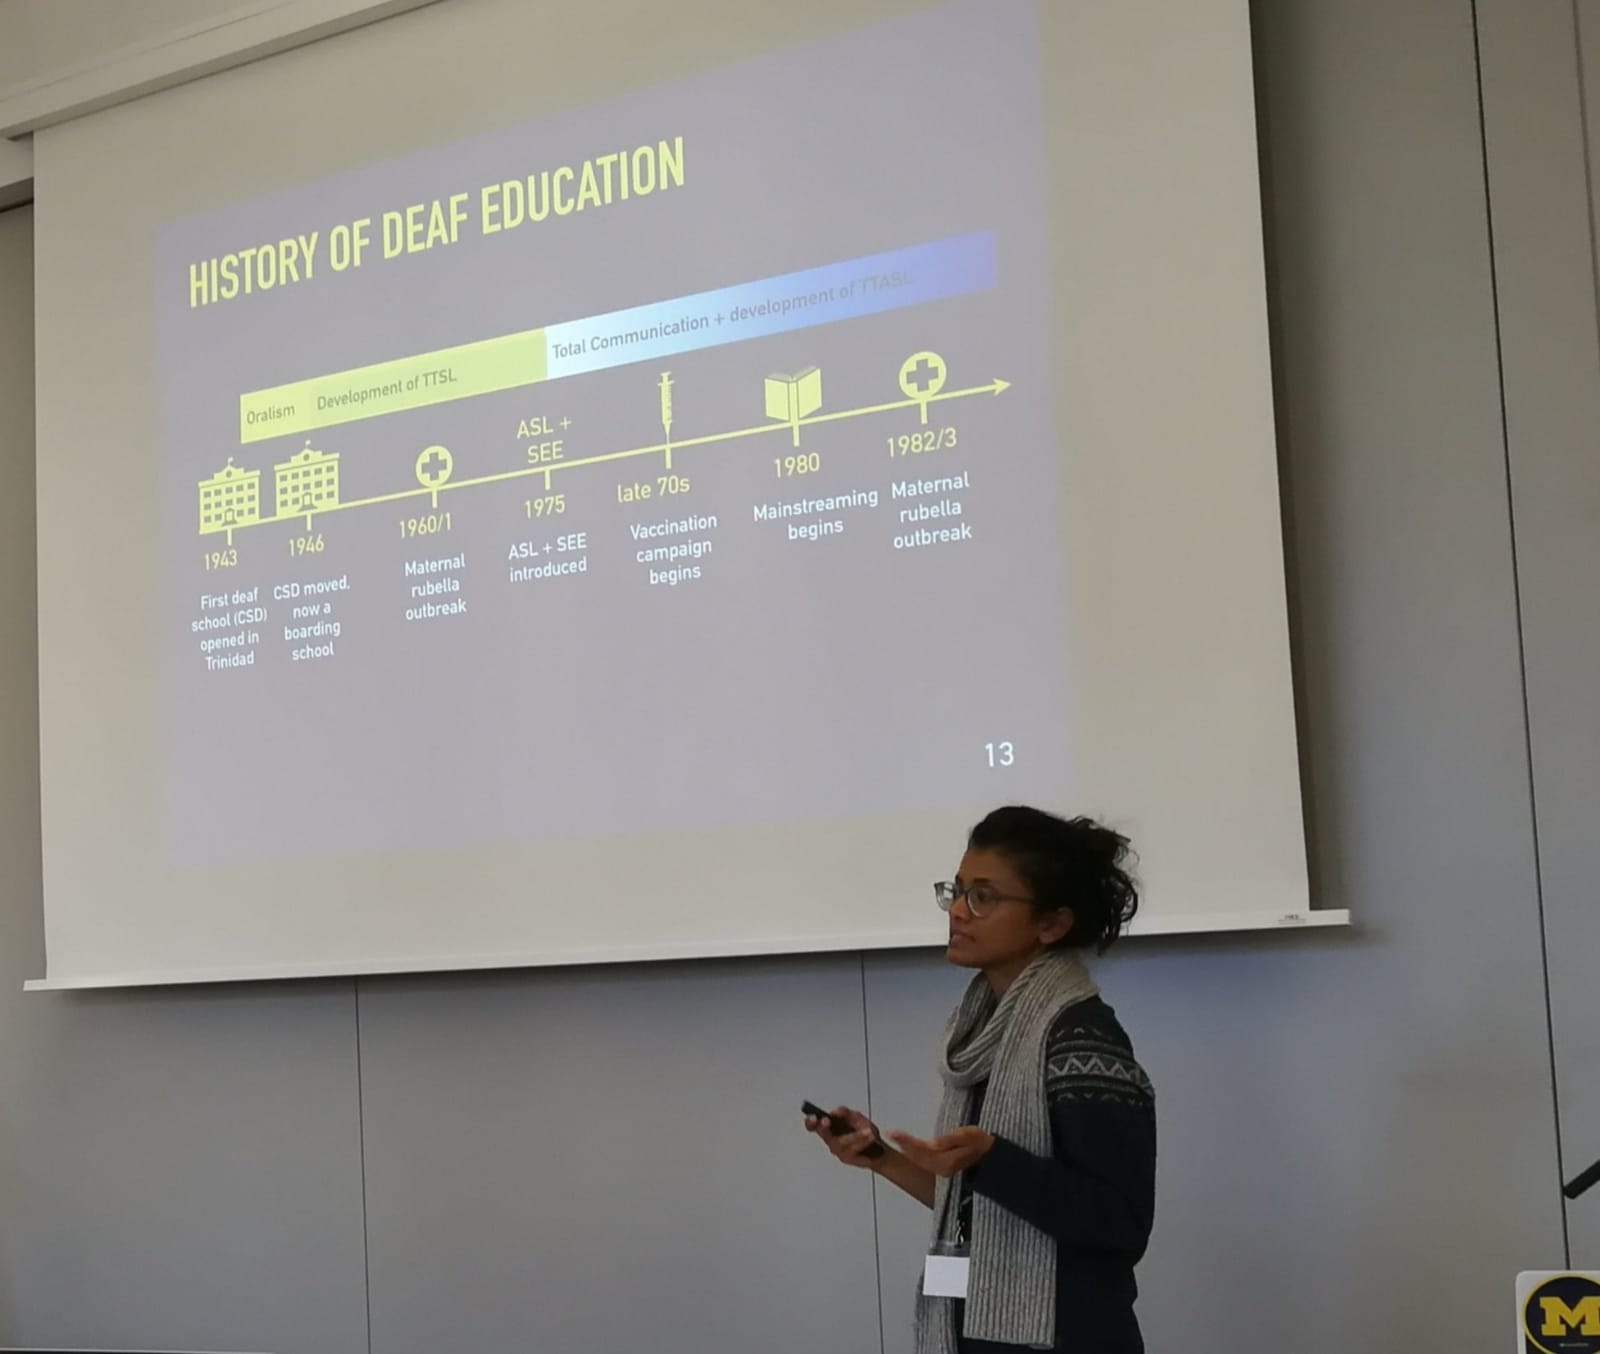 HISTORY OF DEAF EDUCATION
Oralism
Development of TTSL
Total Communication + development of TTASL
ASL +
SEE
1943
First deaf
school (CSD)
opened in
Trinidad
1946
CSD moved,
now a
boarding
school
1960/1
Maternal
rubella
outbreak
1975
ASL + SEE
introduced
late 70s
Vaccination
campaign
begins
1980
Mainstreaming
begins
1982/3
Maternal
rubella
outbreak
13
M